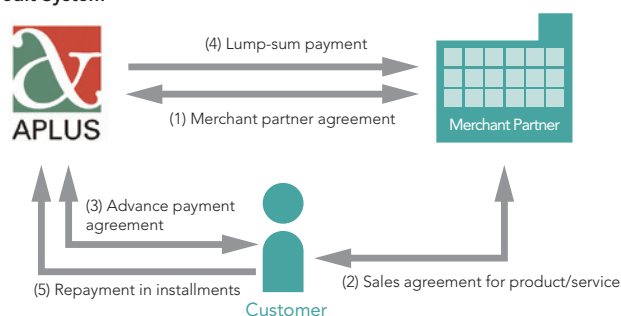 (4) Lump-sum payment
APLUS
(1) Merchant partner agreement
Merchant Partner
(3) Advance payment
agreement
(5) Repayment in installments
(2) Sales agreement for product/service
Customer